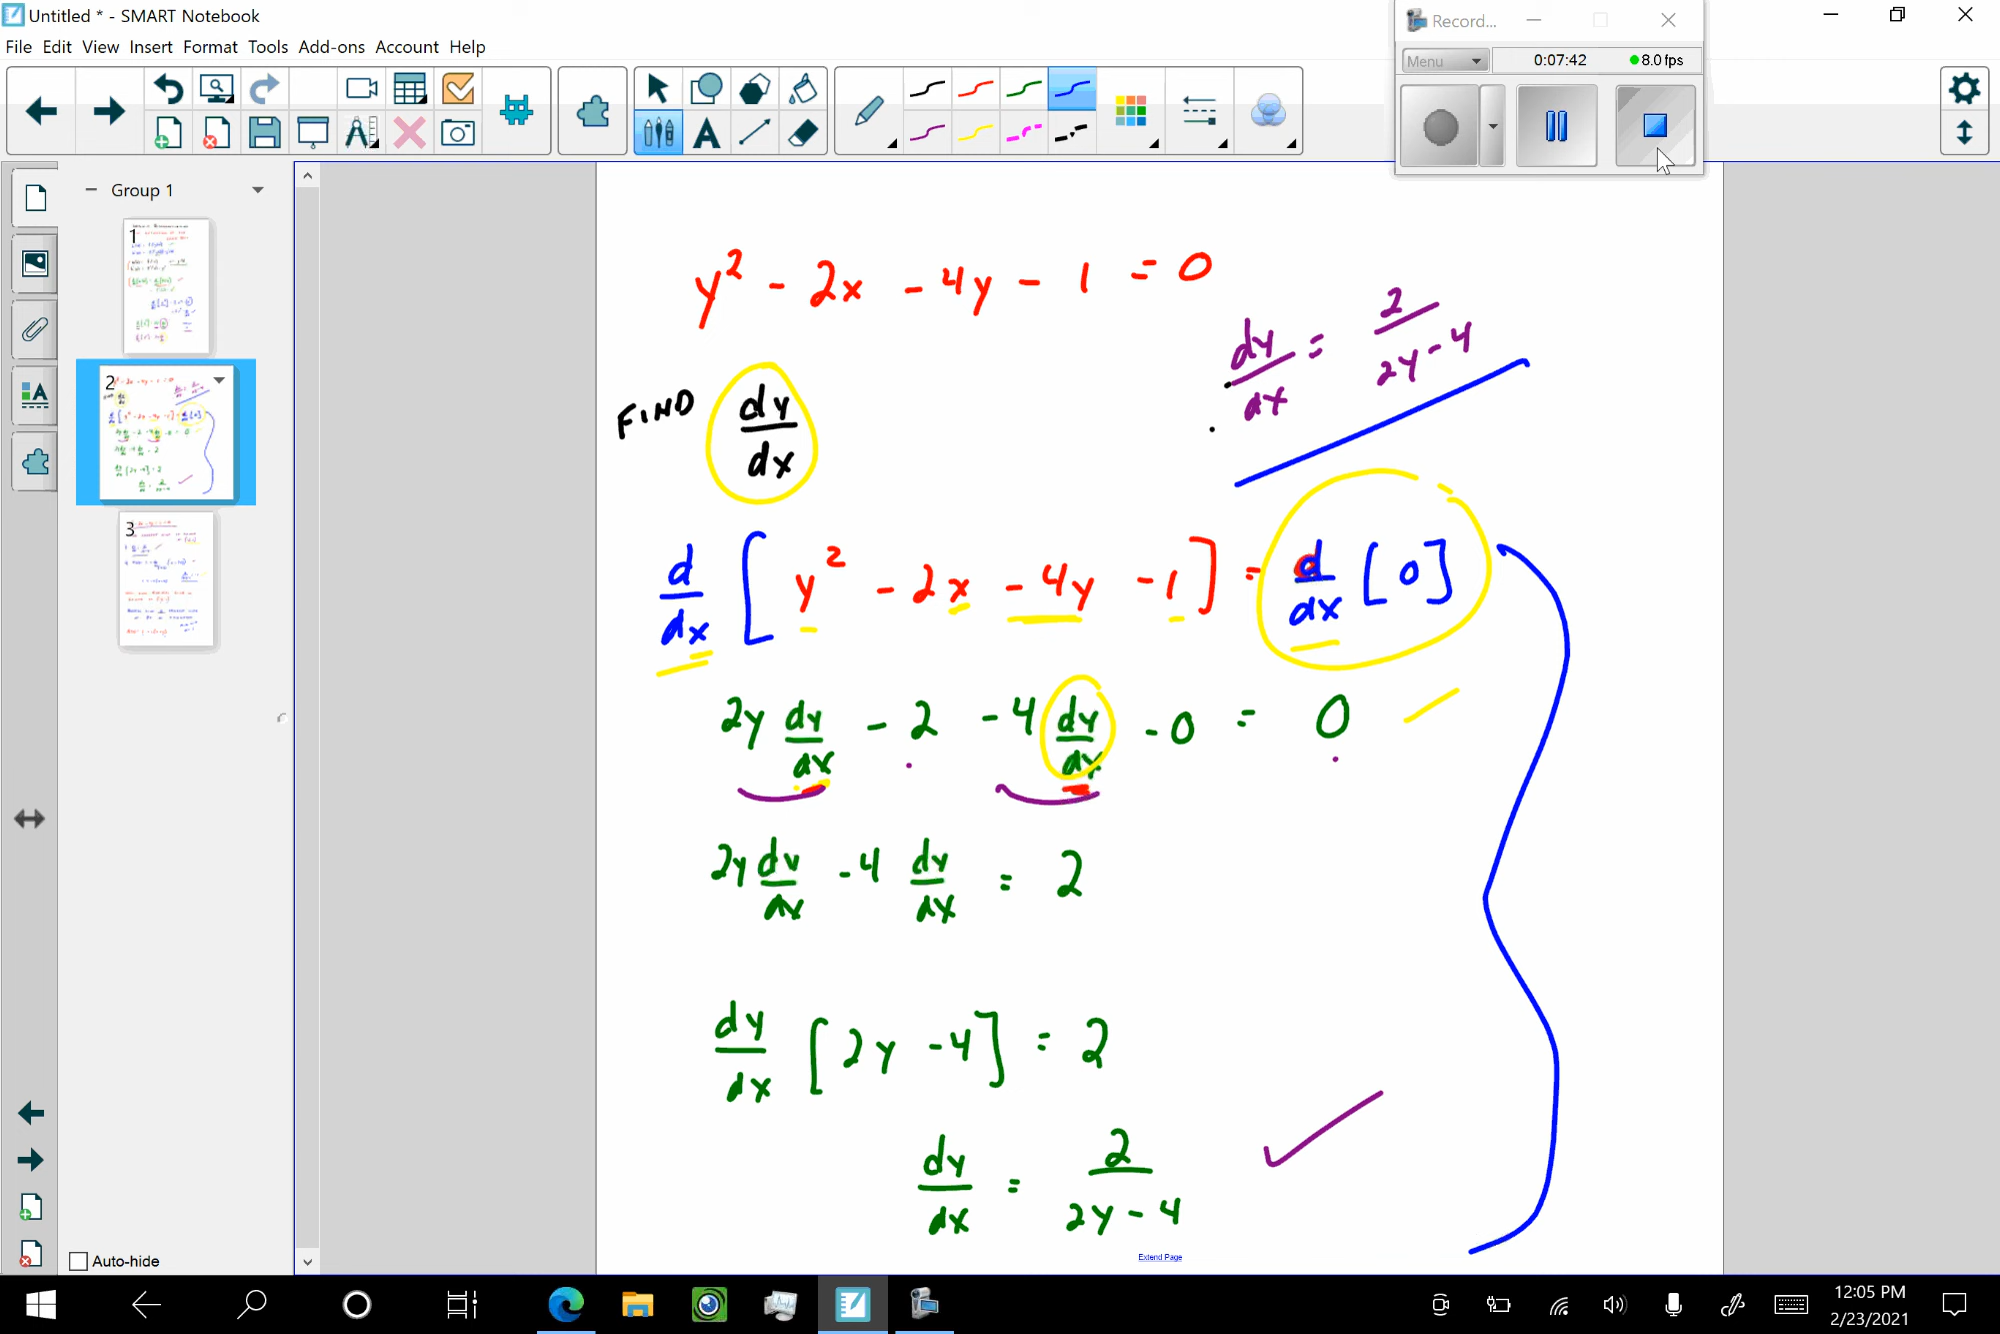 Untitled * - SMART Notebook
File Edit View Insert Format Tools Add-ons Account Help
Record...
Menu 0:07:42 8.0 fps
Group 1
1
2
3
y² - 2x - 4y - 1 = 0
dy/dx = 2/(2y - 4)
FIND dy/dx
d/dx [y² - 2x - 4y - 1] = d/dx [0]
2y dy/dx - 2 - 4 dy/dx - 0 = 0
2y dy/dx - 4 dy/dx = 2
dy/dx [2y - 4] = 2
dy/dx = 2/(2y - 4)
Extend Page
Auto-hide
12:05 PM
2/23/2021